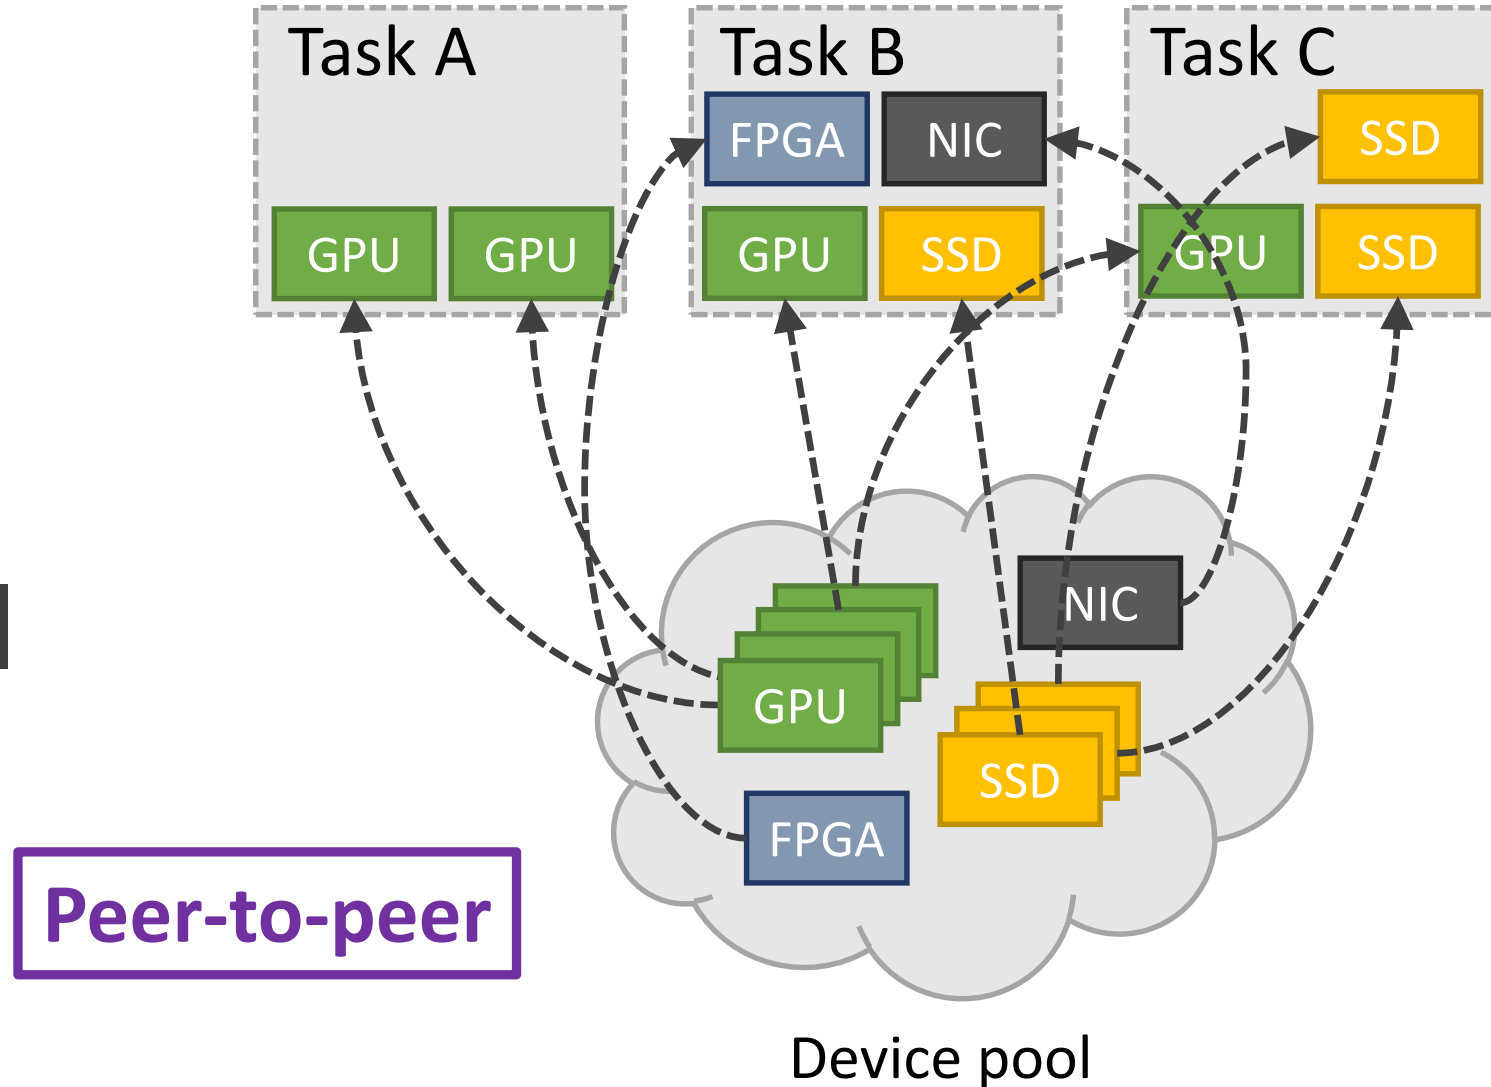 Task A
Task B
Task C
FPGA
NIC
SSD
GPU
GPU
GPU
SSD
GPU
SSD
NIC
GPU
SSD
FPGA
Peer-to-peer
Device pool